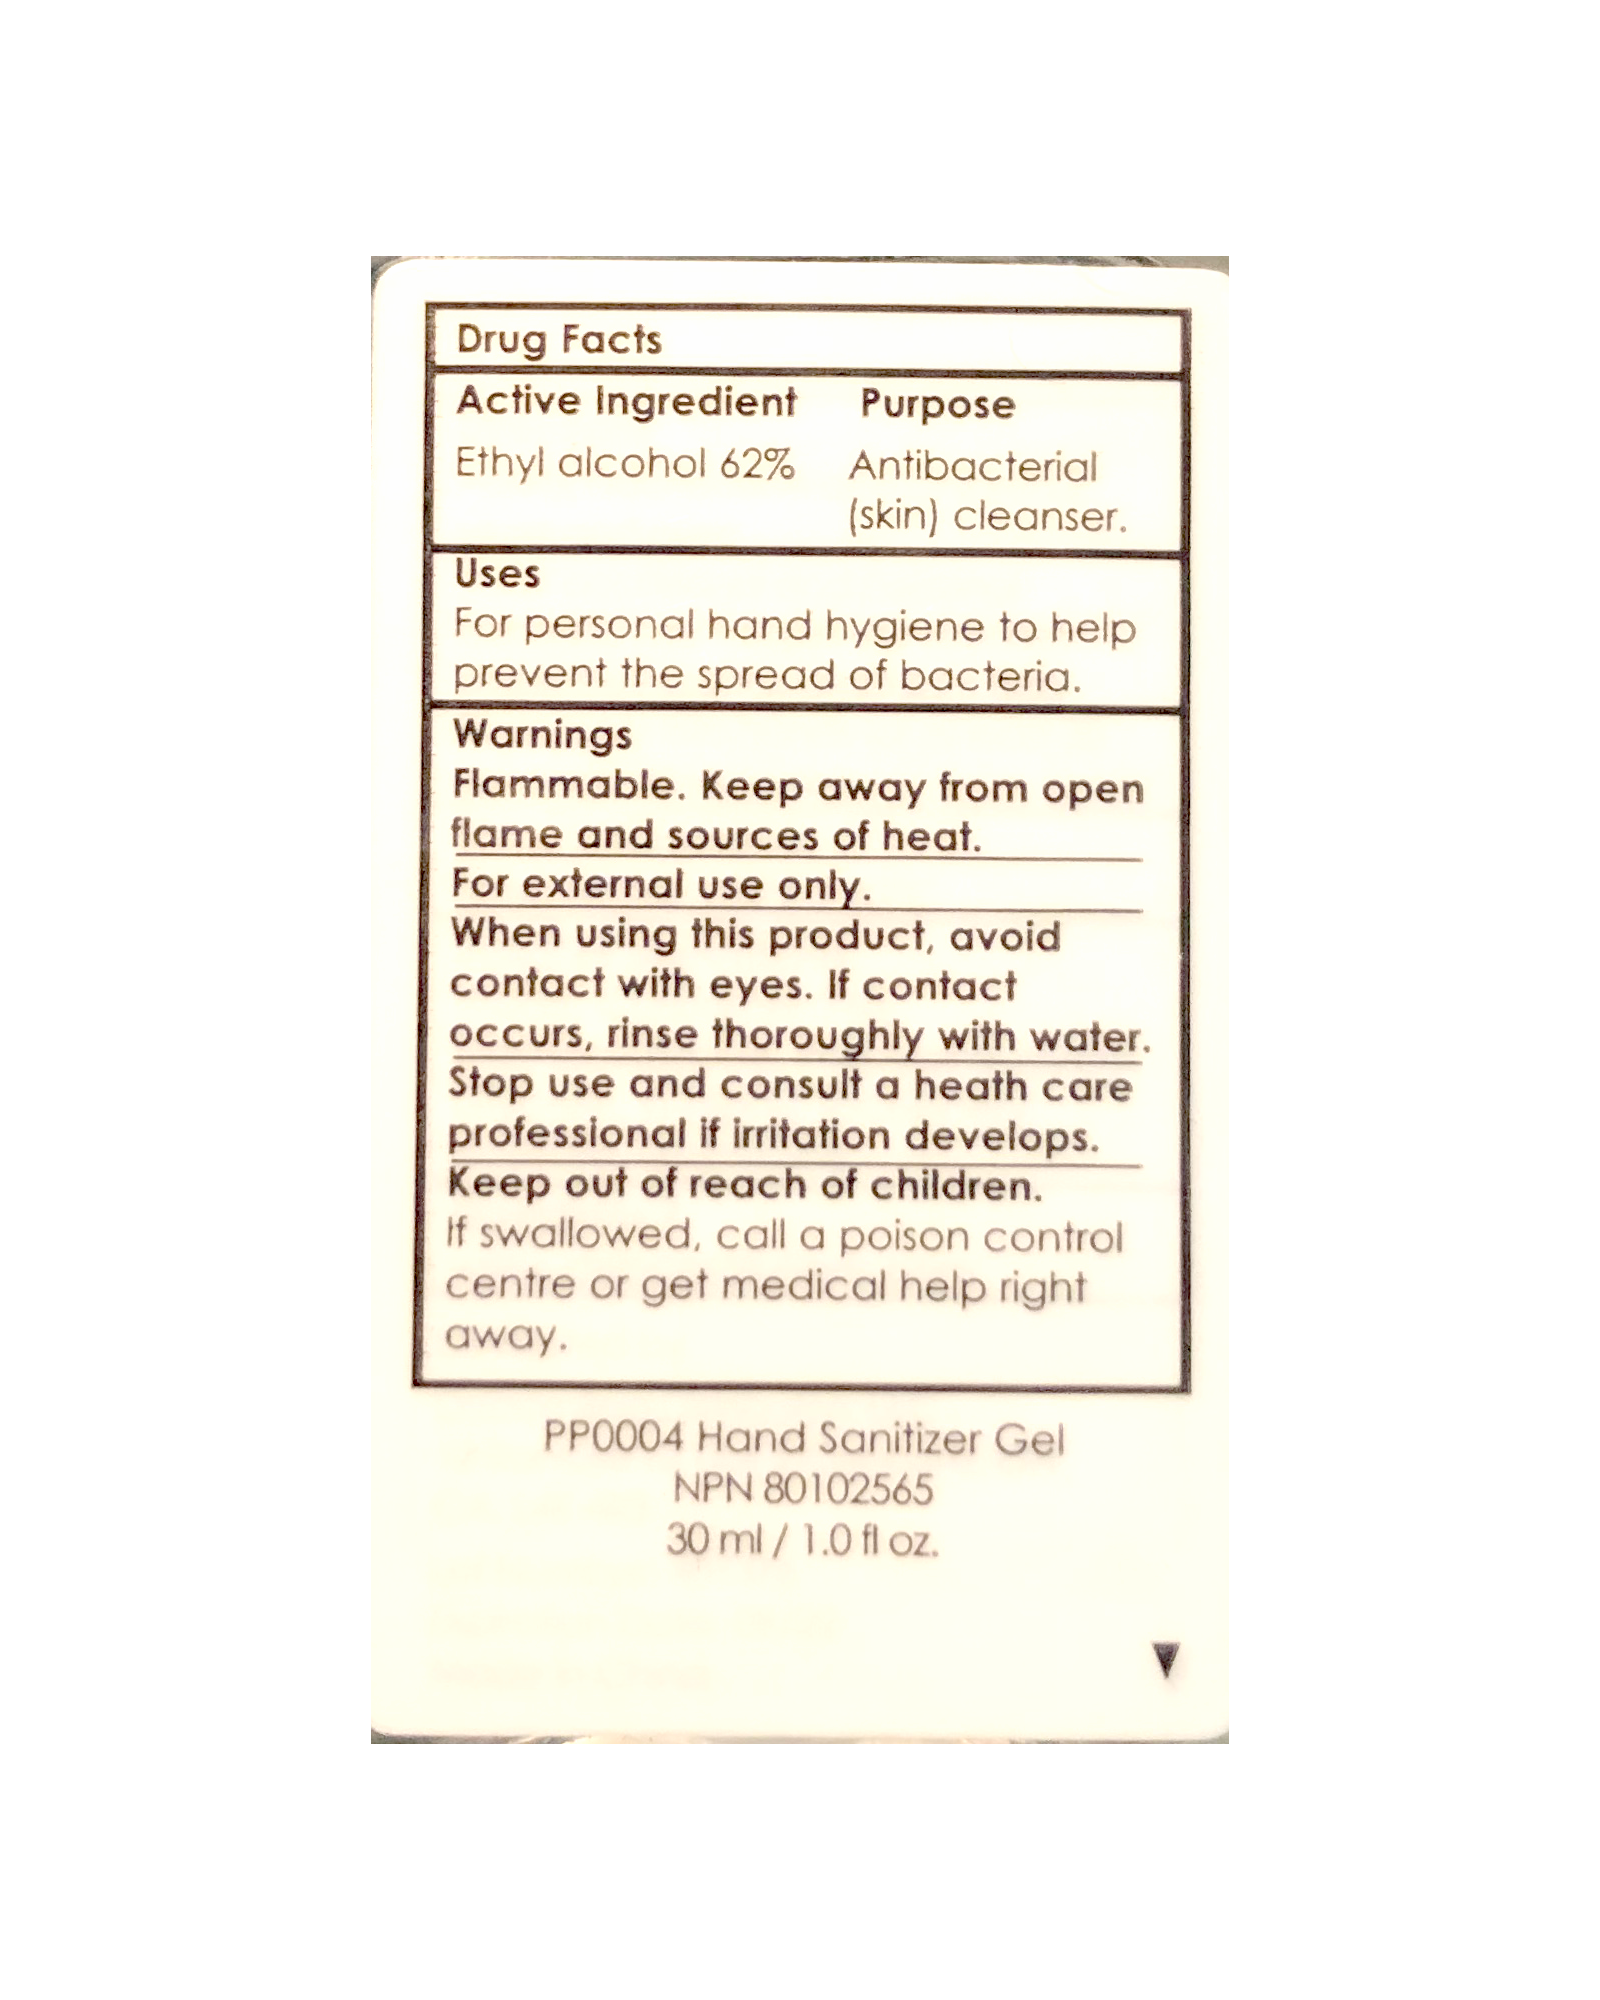 Drug Facts
Active Ingredient Purpose
Ethyl alcohol 62% Antibacterial
(skin) cleanser.
Uses
For personal hand hygiene to help
prevent the spread of bacteria.
Warnings
Flammable. Keep away from open
flame and sources of heat.
For external use only.
When using this product, avoid
contact with eyes. If contact
occurs, rinse thoroughly with water.
Stop use and consult a heath care
professional if irritation develops.
Keep out of reach of children.
If swallowed, call a poison control
centre or get medical help right
away.
PP0004 Hand Sanitizer Gel
NPN 80102565
30 ml / 1.0 fl oz.